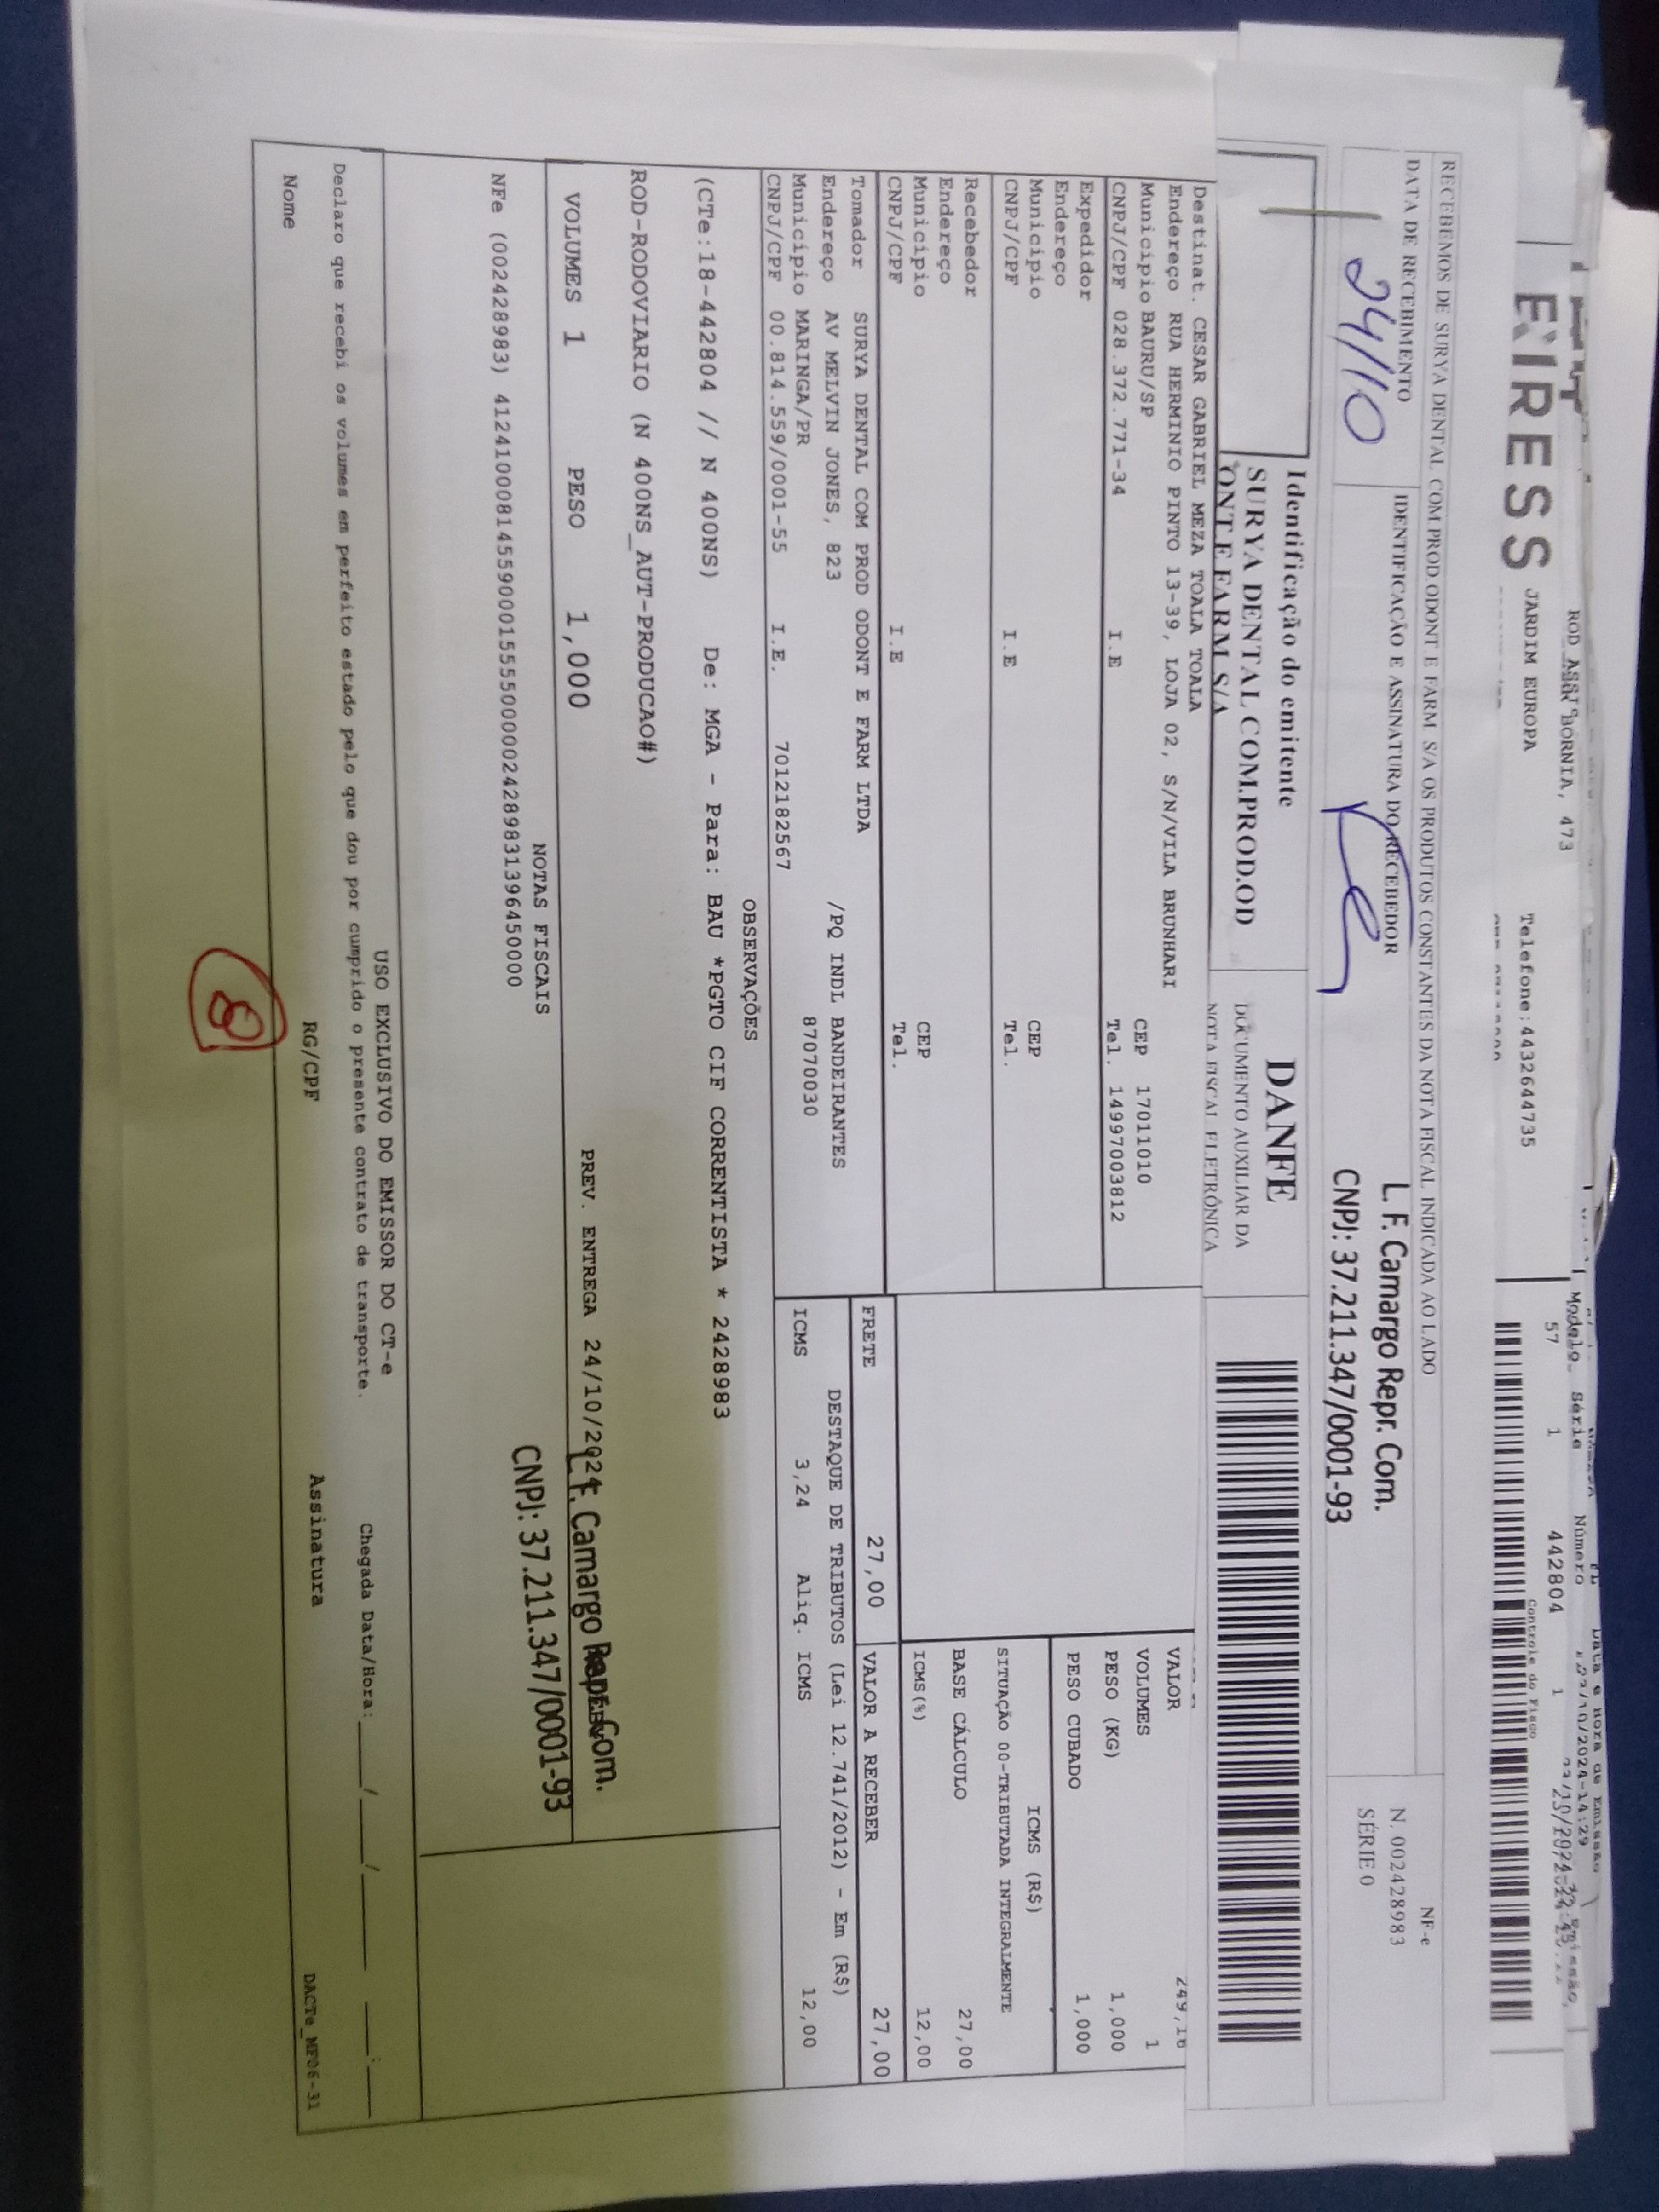 EIRESS
ROD ASSI BORNIA, 473
JARDIM EUROPA
Telefone:4432644735
Modelo Série Número
57 1 442804 1
Controle do Fisco
RECEBEMOS DE SURYA DENTAL COM.PROD.ODONT E FARM. S/A OS PRODUTOS CONSTANTES DA NOTA FISCAL INDICADA AO LADO
DATA DE RECEBIMENTO
24/10
IDENTIFICAÇÃO E ASSINATURA DO RECEBEDOR
L. F. Camargo Repr. Com.
CNPJ: 37.211.347/0001-93
NF-e
N. 002428983
SÉRIE 0
Identificação do emitente
SURYA DENTAL COM.PROD.OD
ONT E FARM S/A
DANFE
DOCUMENTO AUXILIAR DA
NOTA FISCAL ELETRÔNICA
Destinat. CESAR GABRIEL MEZA TOALA TOALA
Endereço RUA HERMINIO PINTO 13-39, LOJA 02, S/N/VILA BRUNHARI
Município BAURU/SP CEP 17011010
CNPJ/CPF 028.372.771-34 I.E Tel. 14997003812
Expedidor
Endereço
Município CEP
CNPJ/CPF I.E Tel.
Recebedor
Endereço
Município CEP
CNPJ/CPF I.E Tel.
Tomador SURYA DENTAL COM PROD ODONT E FARM LTDA
Endereço AV MELVIN JONES, 823 /PQ INDL BANDEIRANTES
Município MARINGA/PR 87070030
CNPJ/CPF 00.814.559/0001-55 I.E. 7012182567
VALOR 249,16
VOLUMES 1
PESO (KG) 1,000
PESO CUBADO 1,000
ICMS (R$)
SITUAÇÃO 00-TRIBUTADA INTEGRALMENTE
BASE CÁLCULO 27,00
ICMS(%) 12,00
FRETE 27,00 VALOR A RECEBER 27,00
DESTAQUE DE TRIBUTOS (Lei 12.741/2012) - Em (R$)
ICMS 3,24 Aliq. ICMS 12,00
OBSERVAÇÕES
(CTe:18-442804 // N 400NS) De: MGA - Para: BAU *PGTO CIF CORRENTISTA * 2428983
ROD-RODOVIARIO (N 400NS_AUT-PRODUCAO#)
VOLUMES 1 PESO 1,000 PREV. ENTREGA 24/10/2024
L. F. Camargo Repr. Com.
CNPJ: 37.211.347/0001-93
NOTAS FISCAIS
NFe (002428983) 41241000814559000155550000024289831396450000
USO EXCLUSIVO DO EMISSOR DO CT-e
Declaro que recebi os volumes em perfeito estado pelo que dou por cumprido o presente contrato de transporte. Chegada Data/Hora:____/____/______ ___:___
Nome RG/CPF Assinatura DACTe_MF06-31
8